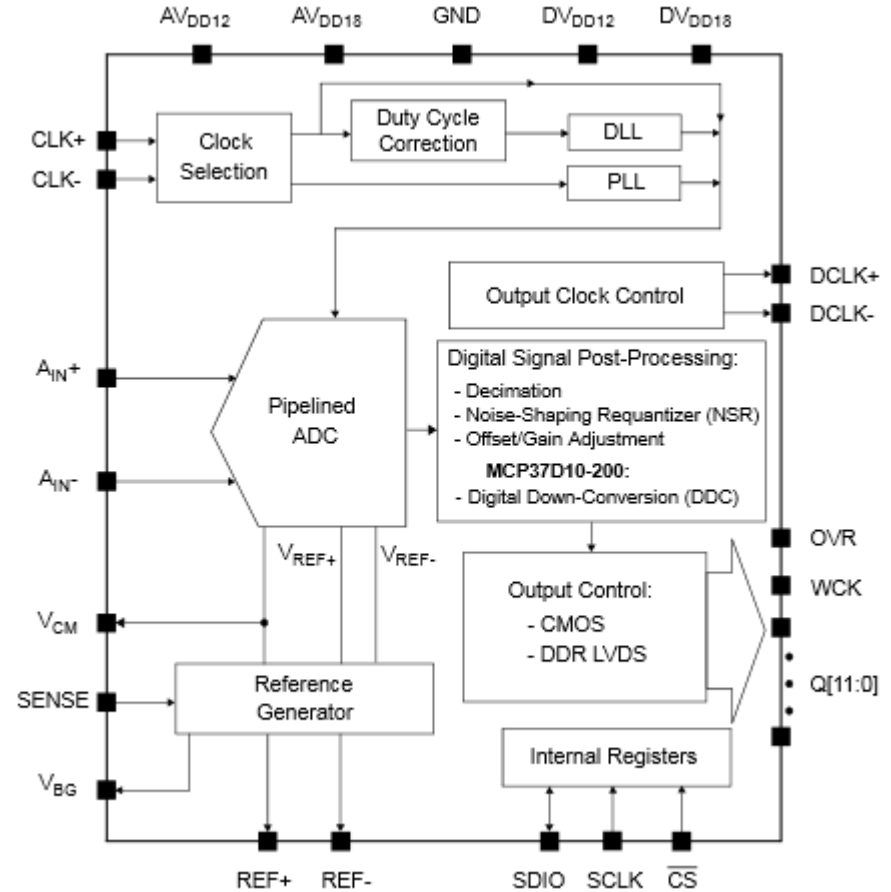 AVDD12 AVDD18 GND DVDD12 DVDD18
CLK+
CLK-
Clock
Selection
Duty Cycle
Correction
DLL
PLL
Output Clock Control
DCLK+
DCLK-
AIN+
AIN-
Pipelined
ADC
Digital Signal Post-Processing:
- Decimation
- Noise-Shaping Requantizer (NSR)
- Offset/Gain Adjustment
MCP37D10-200:
- Digital Down-Conversion (DDC)
VREF+ VREF-
OVR
WCK
Q[11:0]
Output Control:
- CMOS
- DDR LVDS
VCM
SENSE
VBG
Reference
Generator
Internal Registers
REF+ REF- SDIO SCLK C̅S̅